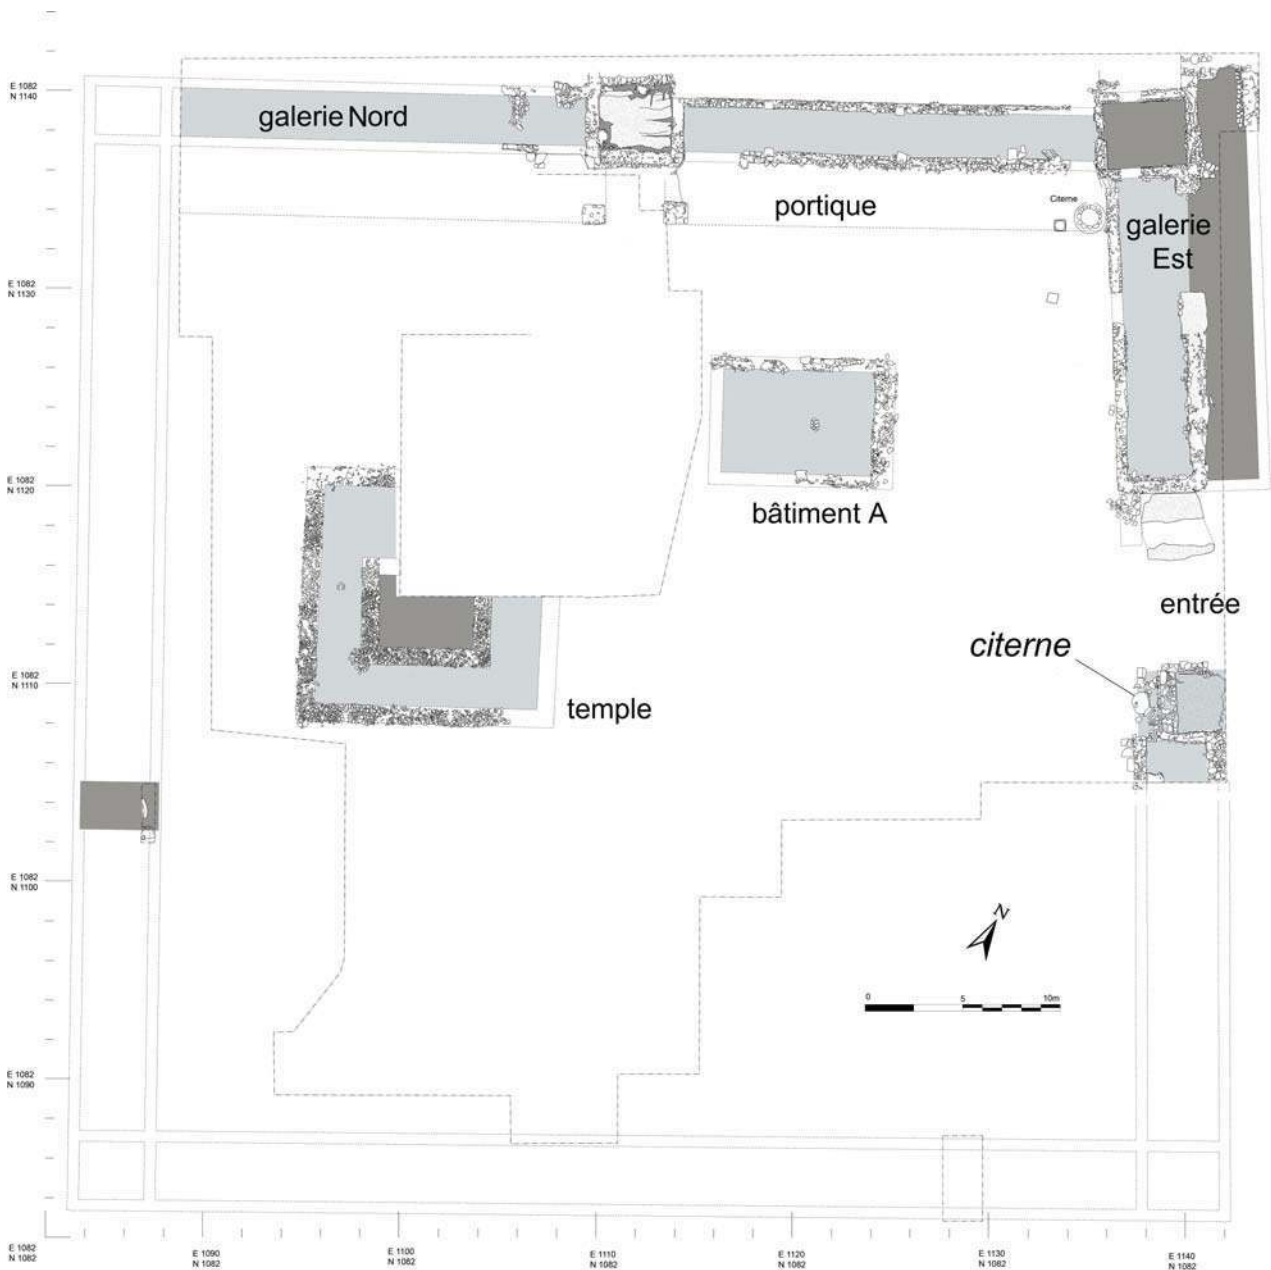 E 1082
N 1140
galerie Nord
portique
Citerne
galerie
Est
E 1082
N 1130
E 1082
N 1120
bâtiment A
entrée
citerne
E 1082
N 1110
temple
E 1082
N 1100
N
0 5 10m
E 1082
N 1090
E 1082
N 1082
E 1090
N 1082
E 1100
N 1082
E 1110
N 1082
E 1120
N 1082
E 1130
N 1082
E 1140
N 1082